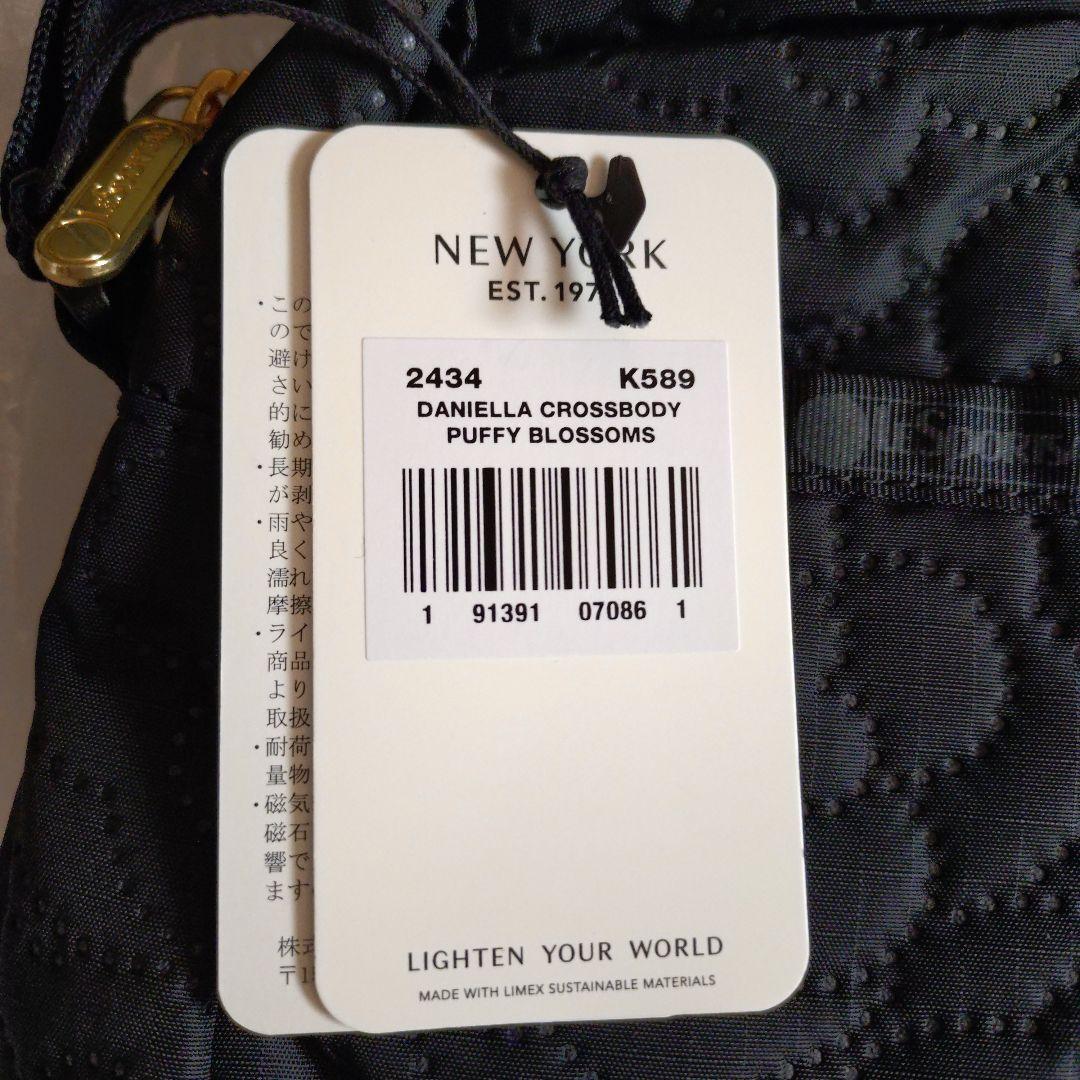 NEW YORK
EST. 197
2434 K589
DANIELLA CROSSBODY
PUFFY BLOSSOMS
1 91391 07086 1
LIGHTEN YOUR WORLD
MADE WITH LIMEX SUSTAINABLE MATERIALS
・この
ので
避け
さい
的に
勧め
・長期
が剥
・雨や
良く
濡れ
摩擦
・ライ
商品
より
取扱
・耐荷
量物
・磁気
磁石
響で
ます
株式
〒1